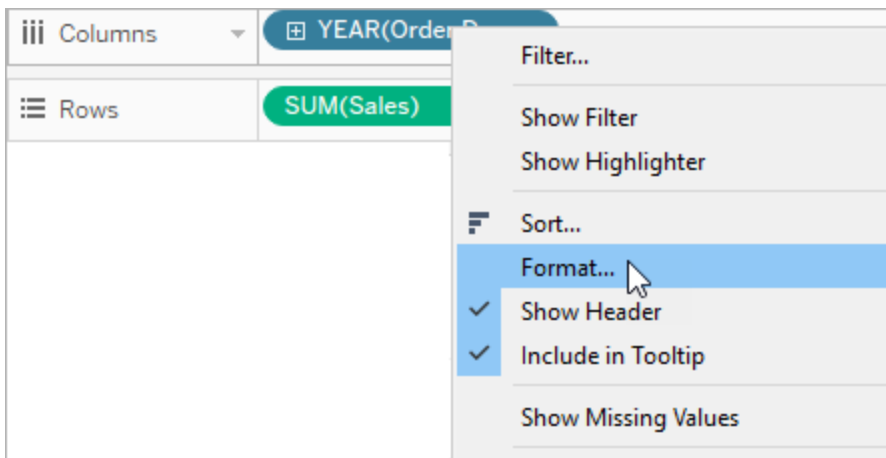 Columns
YEAR(Order
Rows
SUM(Sales)
Filter...
Show Filter
Show Highlighter
Sort...
Format...
Show Header
Include in Tooltip
Show Missing Values